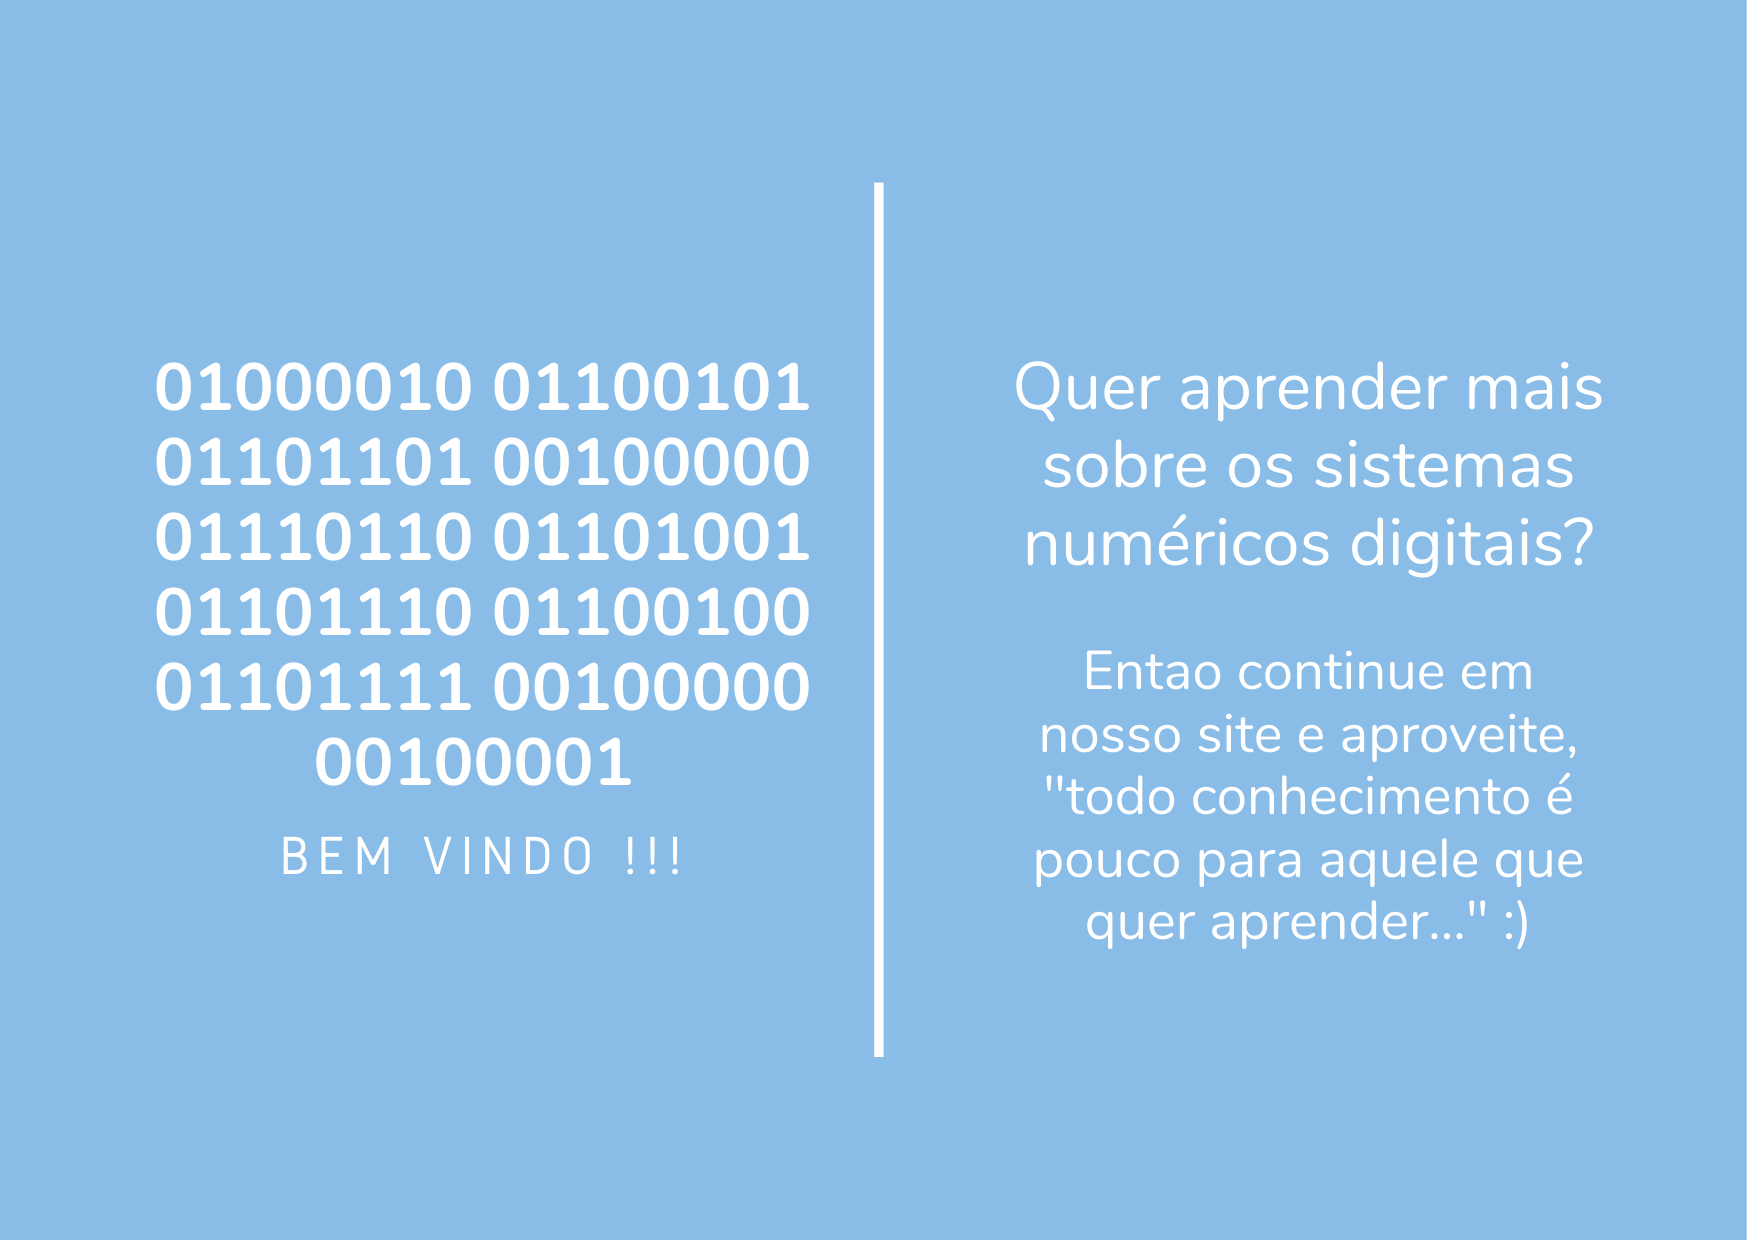 01000010 01100101
01101101 00100000
01110110 01101001
01101110 01100100
01101111 00100000
00100001
BEM VINDO !!!
Quer aprender mais
sobre os sistemas
numéricos digitais?
Entao continue em
nosso site e aproveite,
"todo conhecimento é
pouco para aquele que
quer aprender..." :)